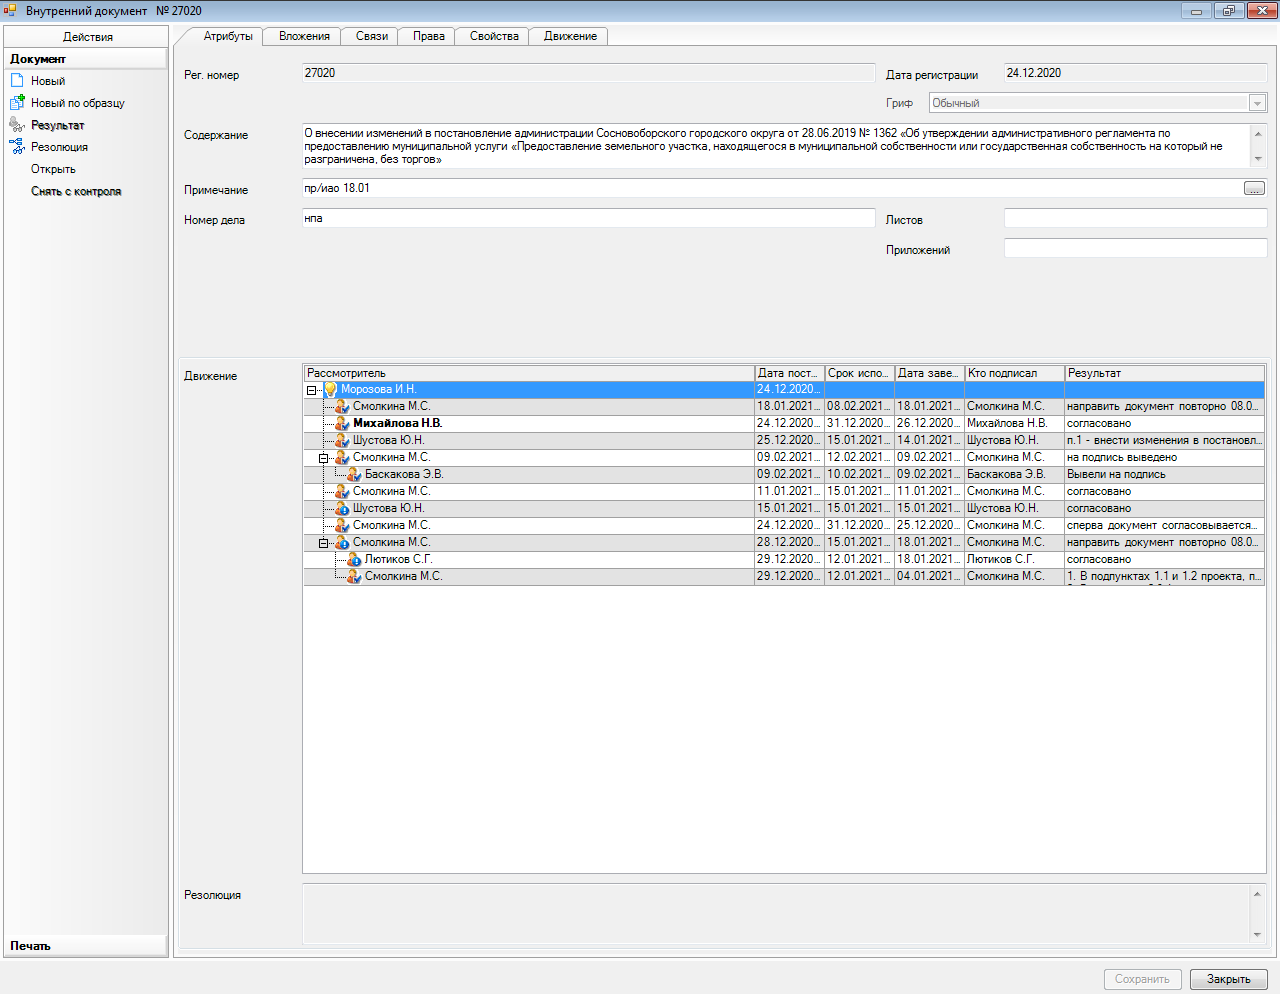 Внутренний документ № 27020
Действия
Документ
Новый
Новый по образцу
Результат
Резолюция
Открыть
Снять с контроля
Печать
Атрибуты Вложения Связи Права Свойства Движение
Рег. номер 27020 Дата регистрации 24.12.2020
Гриф Обычный
Содержание
О внесении изменений в постановление администрации Сосновоборского городского округа от 28.06.2019 № 1362 «Об утверждении административного регламента по
предоставлению муниципальной услуги «Предоставление земельного участка, находящегося в муниципальной собственности или государственная собственность на который не
разграничена, без торгов»
Примечание пр/иао 18.01 ...
Номер дела нпа Листов
Приложений
Движение
Рассмотритель Дата пост... Срок испо... Дата заве... Кто подписал Результат
Морозова И.Н. 24.12.2020...
Смолкина М.С. 18.01.2021... 08.02.2021... 18.01.2021... Смолкина М.С. направить документ повторно 08.0...
Михайлова Н.В. 24.12.2020... 31.12.2020... 26.12.2020... Михайлова Н.В. согласовано
Шустова Ю.Н. 25.12.2020... 15.01.2021... 14.01.2021... Шустова Ю.Н. п.1 - внести изменения в постановл...
Смолкина М.С. 09.02.2021... 12.02.2021... 09.02.2021... Смолкина М.С. на подпись выведено
Баскакова Э.В. 09.02.2021... 10.02.2021... 09.02.2021... Баскакова Э.В. Вывели на подпись
Смолкина М.С. 11.01.2021... 15.01.2021... 11.01.2021... Смолкина М.С. согласовано
Шустова Ю.Н. 15.01.2021... 15.01.2021... 15.01.2021... Шустова Ю.Н. согласовано
Смолкина М.С. 24.12.2020... 31.12.2020... 25.12.2020... Смолкина М.С. сперва документ согласовывается...
Смолкина М.С. 28.12.2020... 15.01.2021... 18.01.2021... Смолкина М.С. направить документ повторно 08.0...
Лютиков С.Г. 29.12.2020... 12.01.2021... 18.01.2021... Лютиков С.Г. согласовано
Смолкина М.С. 29.12.2020... 12.01.2021... 04.01.2021... Смолкина М.С. 1. В подпунктах 1.1 и 1.2 проекта, п...
Резолюция
Сохранить Закрыть